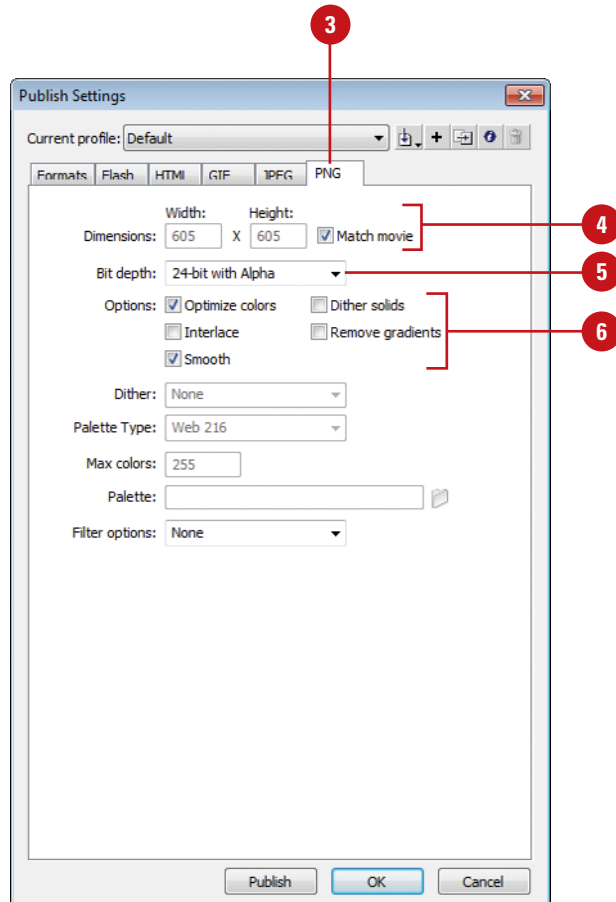 3
Publish Settings
Current profile: Default
Formats Flash HTML GIF JPEG PNG
Width: Height:
Dimensions: 605 X 605 Match movie
4
Bit depth: 24-bit with Alpha
5
Options: Optimize colors Dither solids
Interlace Remove gradients
6
Smooth
Dither: None
Palette Type: Web 216
Max colors: 255
Palette:
Filter options: None
Publish OK Cancel